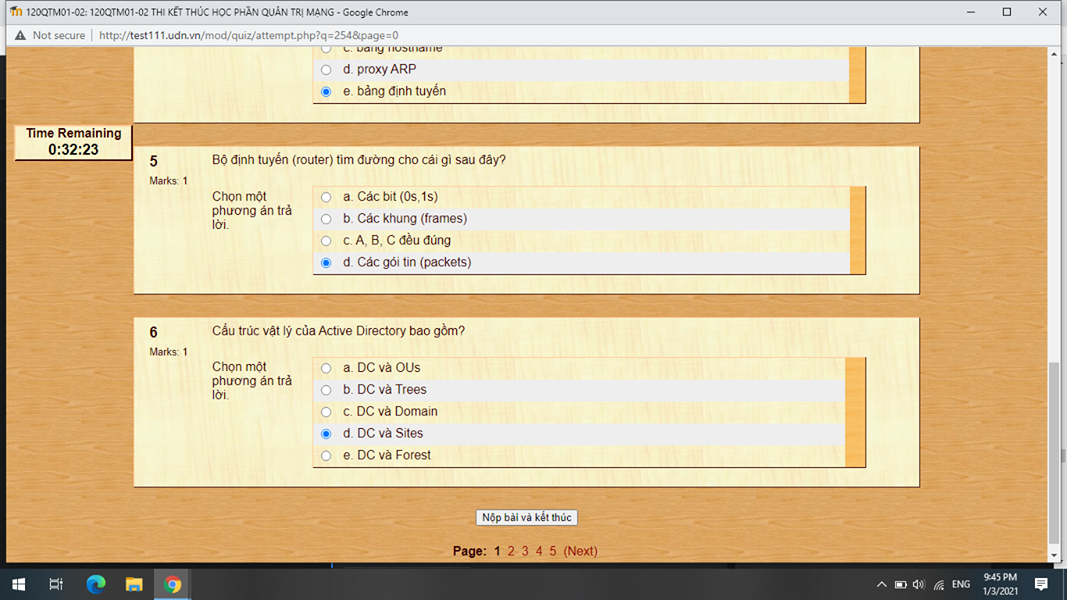 120QTM01-02: 120QTM01-02 THI KẾT THÚC HỌC PHẦN QUẢN TRỊ MẠNG - Google Chrome
Not secure | http://test111.udn.vn/mod/quiz/attempt.php?q=254&page=0
c. bảng hostname
d. proxy ARP
e. bảng định tuyến
Time Remaining
0:32:23
5
Bộ định tuyến (router) tìm đường cho cái gì sau đây?
Marks: 1
Chọn một
phương án trả
lời.
a. Các bit (0s,1s)
b. Các khung (frames)
c. A, B, C đều đúng
d. Các gói tin (packets)
6
Cấu trúc vật lý của Active Directory bao gồm?
Marks: 1
Chọn một
phương án trả
lời.
a. DC và OUs
b. DC và Trees
c. DC và Domain
d. DC và Sites
e. DC và Forest
Nộp bài và kết thúc
Page: 1 2 3 4 5 (Next)
ENG
9:45 PM
1/3/2021